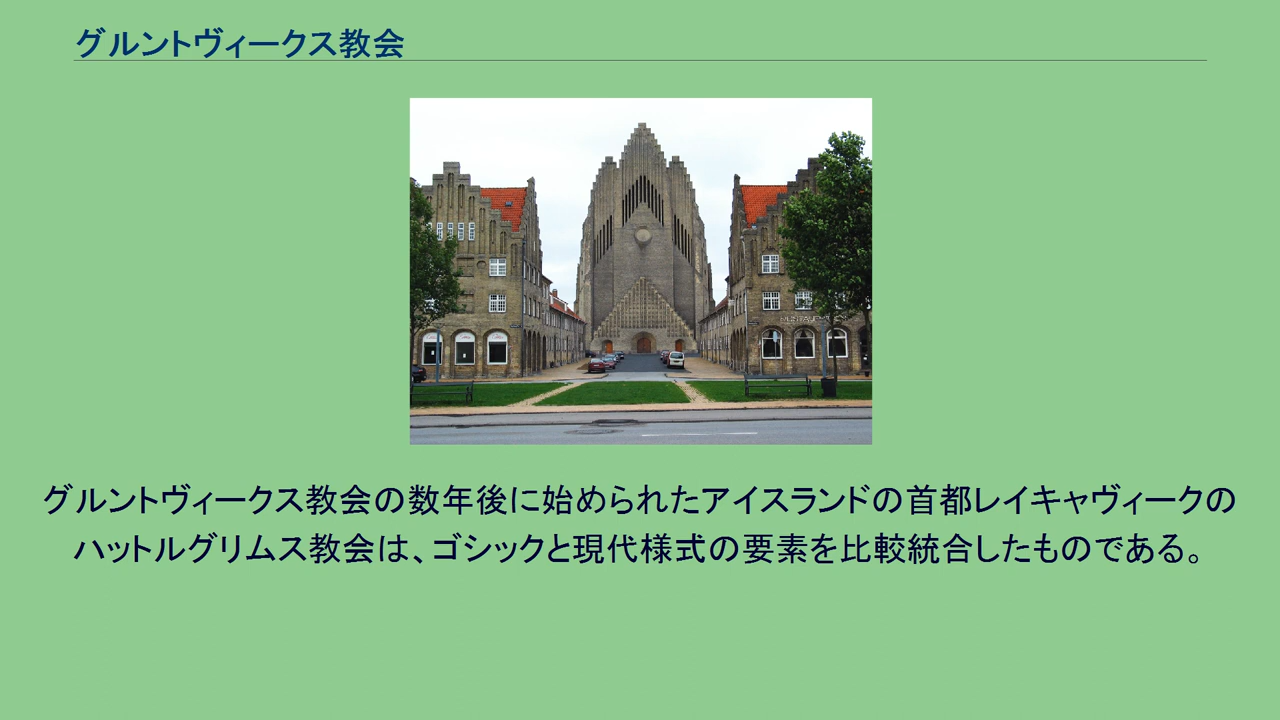 グルントヴィークス教会
グルントヴィークス教会の数年後に始められたアイスランドの首都レイキャヴィークの
ハットルグリムス教会は、ゴシックと現代様式の要素を比較統合したものである。